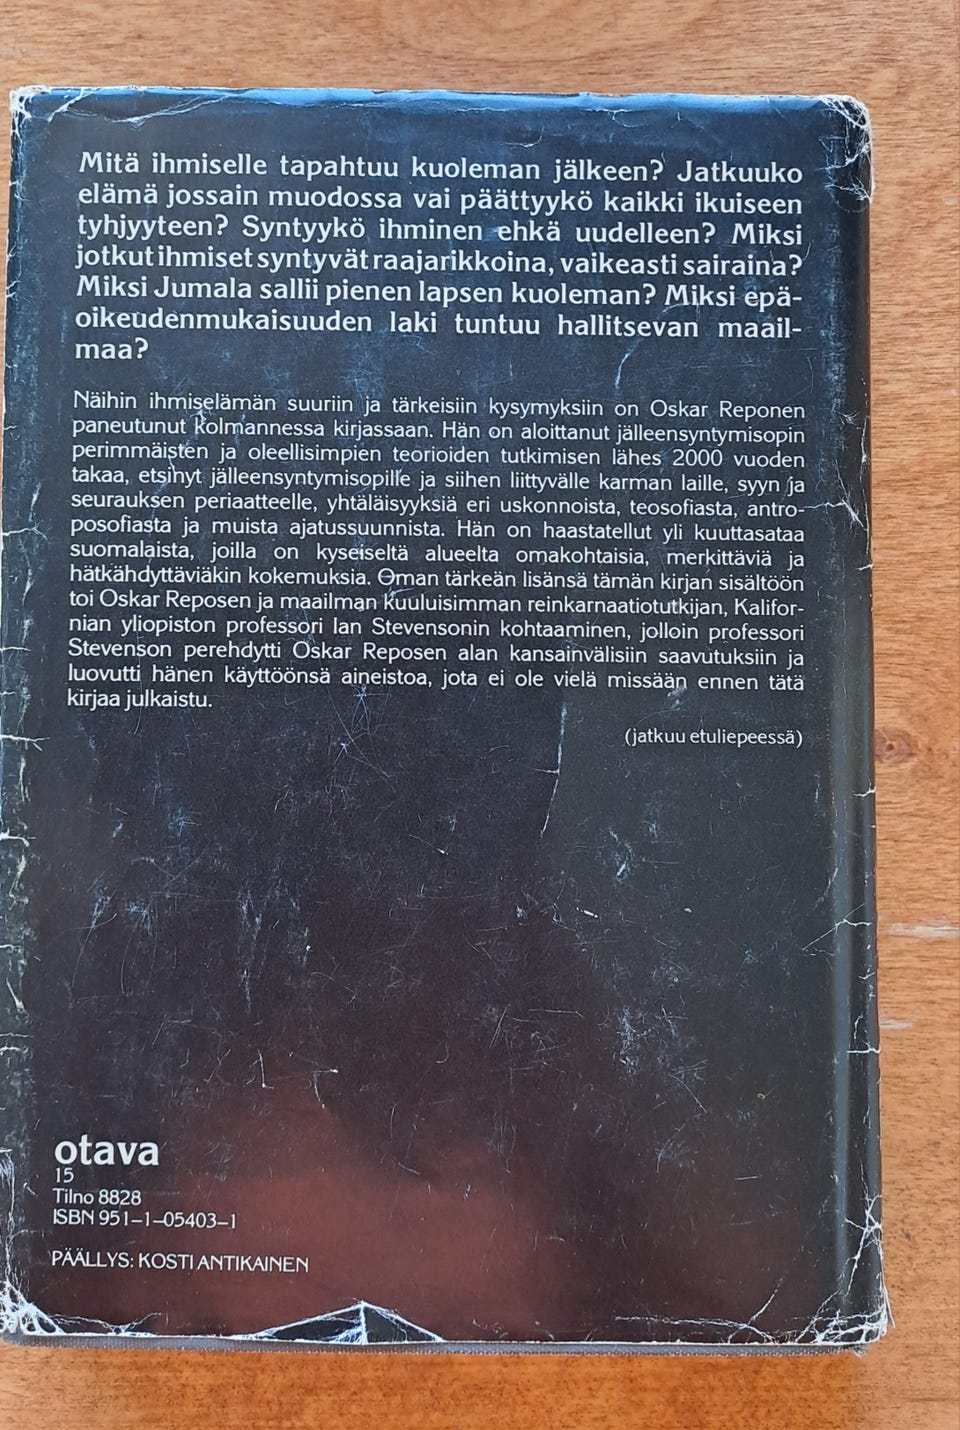 Mitä ihmiselle tapahtuu kuoleman jälkeen? Jatkuuko
elämä jossain muodossa vai päättyykö kaikki ikuiseen
tyhjyyteen? Syntyykö ihminen ehkä uudelleen? Miksi
jotkut ihmiset syntyvät raajarikkoina, vaikeasti sairaina?
Miksi Jumala sallii pienen lapsen kuoleman? Miksi epä-
oikeudenmukaisuuden laki tuntuu hallitsevan maail-
maa?
Näihin ihmiselämän suuriin ja tärkeisiin kysymyksiin on Oskar Reponen
paneutunut kolmannessa kirjassaan. Hän on aloittanut jälleensyntymisopin
perimmäisten ja oleellisimpien teorioiden tutkimisen lähes 2000 vuoden
takaa, etsinyt jälleensyntymisopille ja siihen liittyvälle karman laille, syyn ja
seurauksen periaatteelle, yhtäläisyyksiä eri uskonnoista, teosofiasta, antro-
posofiasta ja muista ajatussuunnista. Hän on haastatellut yli kuuttasataa
suomalaista, joilla on kyseiseltä alueelta omakohtaisia, merkittäviä ja
hätkähdyttäviäkin kokemuksia. Oman tärkeän lisänsä tämän kirjan sisältöön
toi Oskar Reposen ja maailman kuuluisimman reinkarnaatiotutkijan, Kalifor-
nian yliopiston professori Ian Stevensonin kohtaaminen, jolloin professori
Stevenson perehdytti Oskar Reposen alan kansainvälisiin saavutuksiin ja
luovutti hänen käyttöönsä aineistoa, jota ei ole vielä missään ennen tätä
kirjaa julkaistu.
(jatkuu etuliepeessä)
otava
15
Tilno 8828
ISBN 951-1-05403-1
PÄÄLLYS: KOSTI ANTIKAINEN